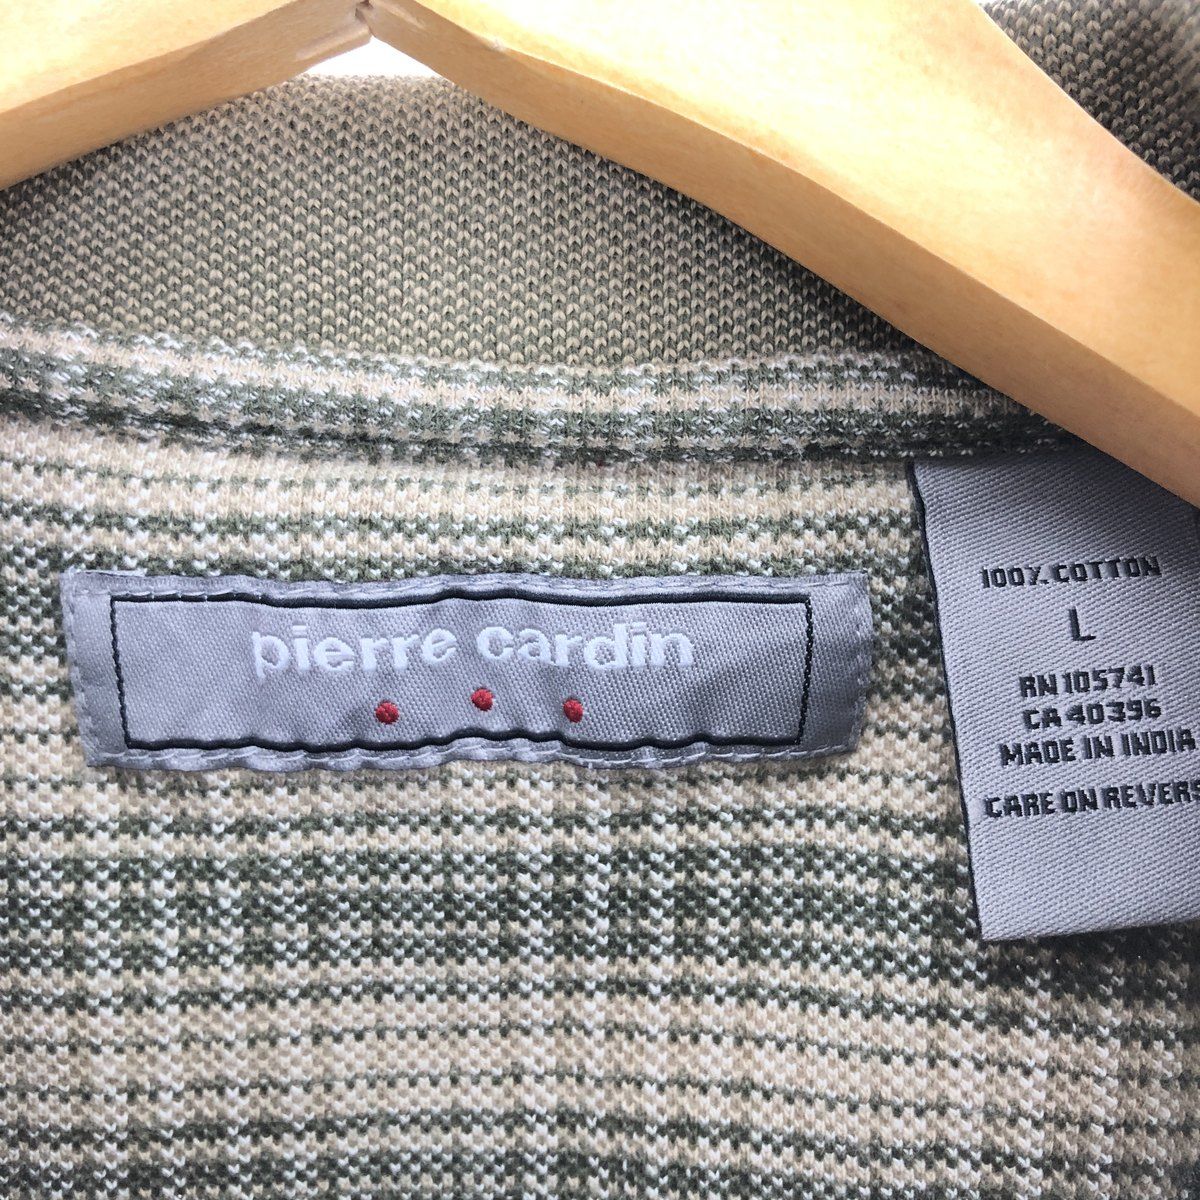 pierre cardin
100% COTTON
L
RN 105741
CA 40396
MADE IN INDIA
CARE ON REVERS